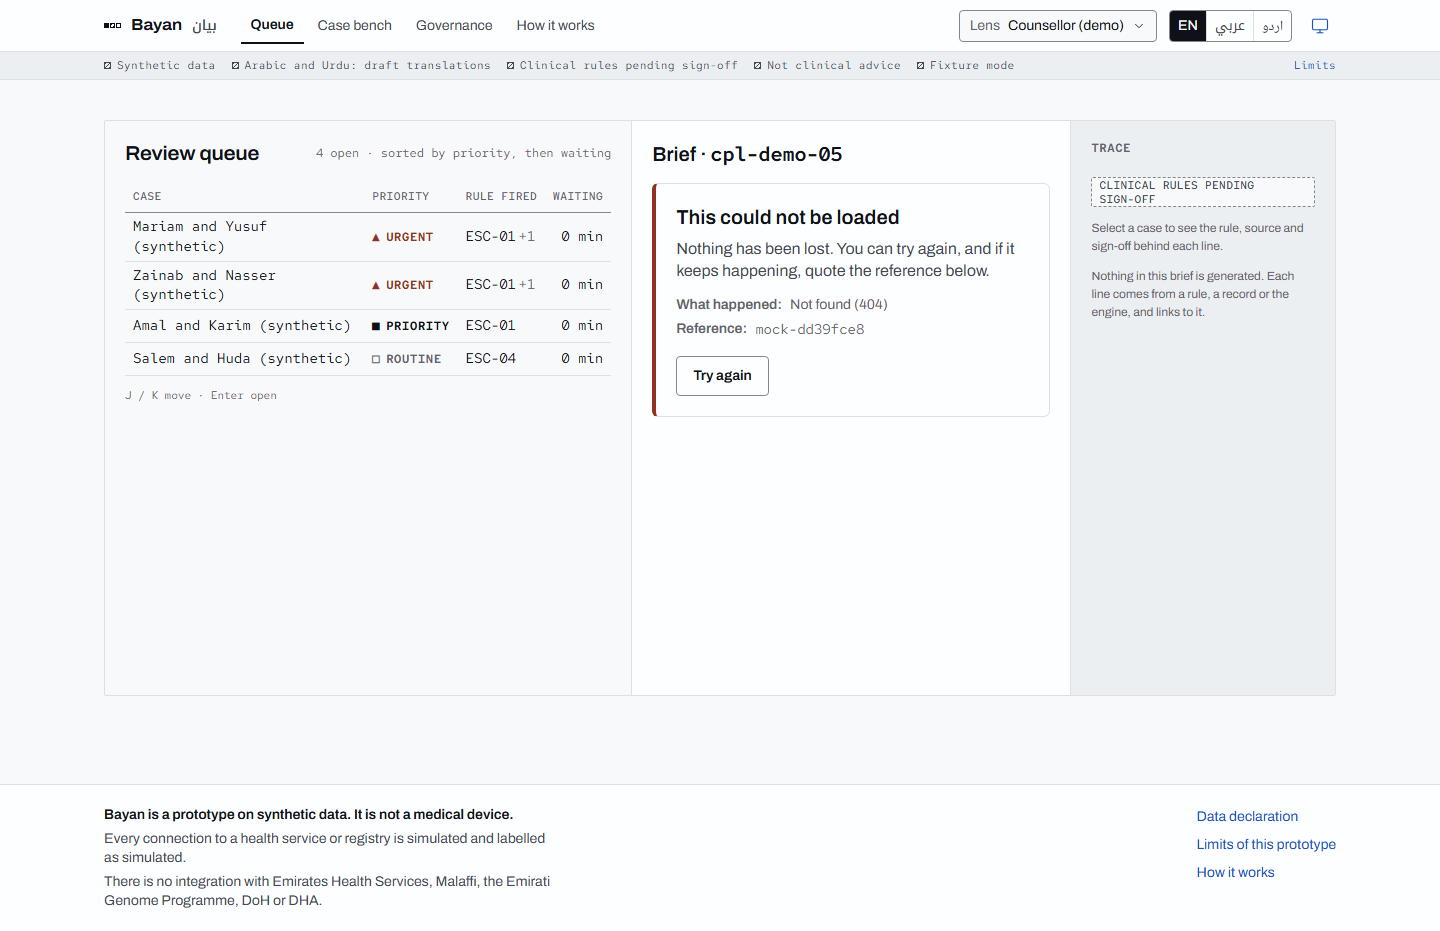 Bayan بيان
Queue
Case bench
Governance
How it works
Lens Counsellor (demo)
EN عربي اردو
Synthetic data
Arabic and Urdu: draft translations
Clinical rules pending sign-off
Not clinical advice
Fixture mode
Limits
Review queue
4 open · sorted by priority, then waiting
CASE PRIORITY RULE FIRED WAITING
Mariam and Yusuf
(synthetic)
▲ URGENT ESC-01 +1 0 min
Zainab and Nasser
(synthetic)
▲ URGENT ESC-01 +1 0 min
Amal and Karim (synthetic) ■ PRIORITY ESC-01 0 min
Salem and Huda (synthetic) □ ROUTINE ESC-04 0 min
J / K move · Enter open
Brief · cpl-demo-05
This could not be loaded
Nothing has been lost. You can try again, and if it
keeps happening, quote the reference below.
What happened: Not found (404)
Reference: mock-dd39fce8
Try again
TRACE
CLINICAL RULES PENDING
SIGN-OFF
Select a case to see the rule, source and
sign-off behind each line.
Nothing in this brief is generated. Each
line comes from a rule, a record or the
engine, and links to it.
Bayan is a prototype on synthetic data. It is not a medical device.
Every connection to a health service or registry is simulated and labelled
as simulated.
There is no integration with Emirates Health Services, Malaffi, the Emirati
Genome Programme, DoH or DHA.
Data declaration
Limits of this prototype
How it works